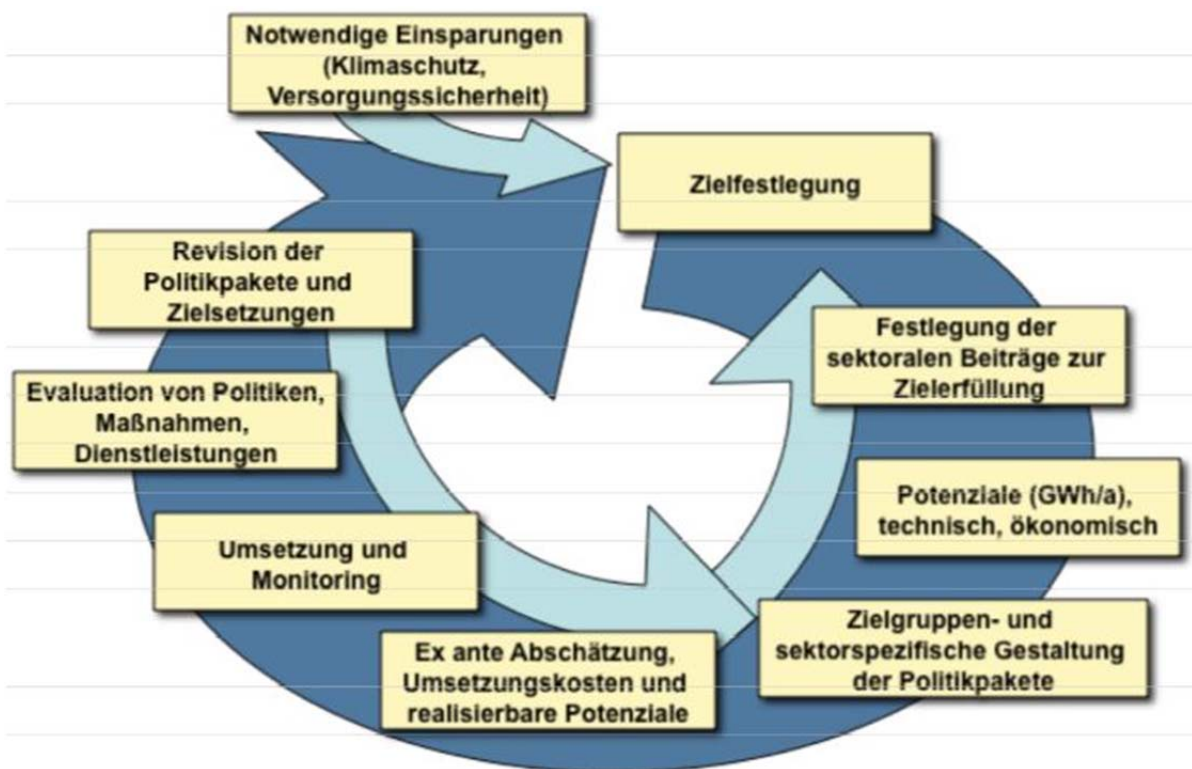 Notwendige Einsparungen
(Klimaschutz,
Versorgungssicherheit)
Zielfestlegung
Festlegung der
sektoralen Beiträge zur
Zielerfüllung
Potenziale (GWh/a),
technisch, ökonomisch
Zielgruppen- und
sektorspezifische Gestaltung
der Politikpakete
Ex ante Abschätzung,
Umsetzungskosten und
realisierbare Potenziale
Umsetzung und
Monitoring
Evaluation von Politiken,
Maßnahmen,
Dienstleistungen
Revision der
Politikpakete und
Zielsetzungen